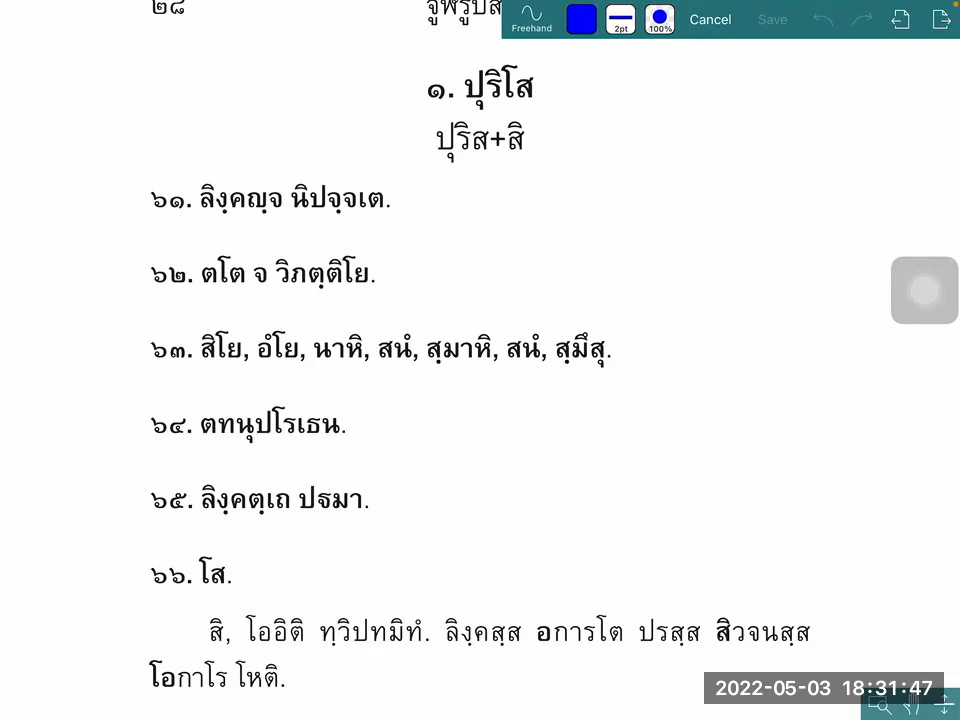 ๒๘
Freehand 2pt 100% Cancel Save
๑. ปุริโส
ปุริส+สิ
๖๑. ลิงฺคญฺจ นิปจฺจเต.
๖๒. ตโต จ วิภตฺติโย.
๖๓. สิโย, อํโย, นาหิ, สนํ, สฺมาหิ, สนํ, สฺมึสุ.
๖๔. ตทนุปโรเธน.
๖๕. ลิงฺคตฺเถ ปฐมา.
๖๖. โส.
สิ, โออิติ ทฺวิปทมิทํ. ลิงฺคสฺส อการโต ปรสฺส สิวจนสฺส
โอกาโร โหติ.
2022-05-03 18:31:47